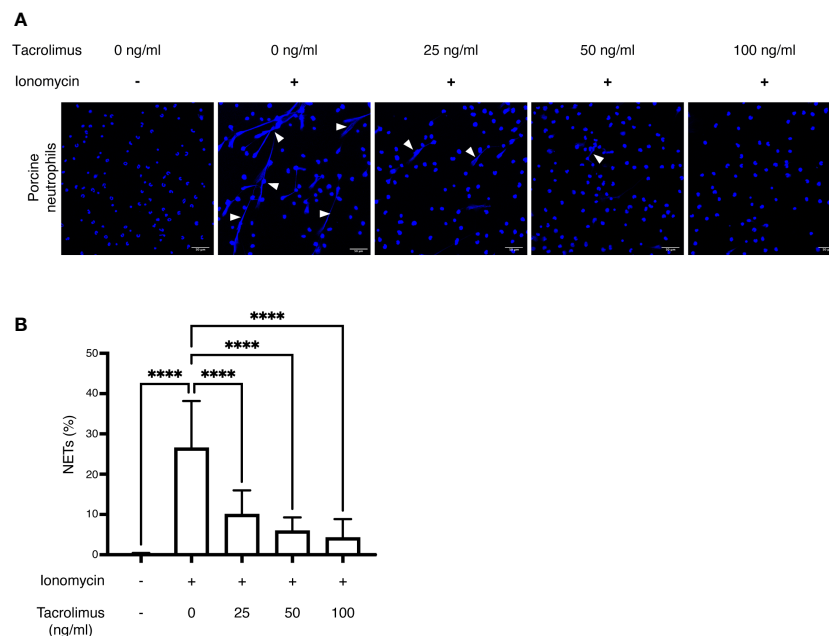 A
Tacrolimus 0 ng/ml 0 ng/ml 25 ng/ml 50 ng/ml 100 ng/ml
Ionomycin - + + + +
Porcine
neutrophils
B
****
****
**** ****
50
40
30
20
10
0
NETs (%)
Ionomycin - + + + +
Tacrolimus - 0 25 50 100
(ng/ml)